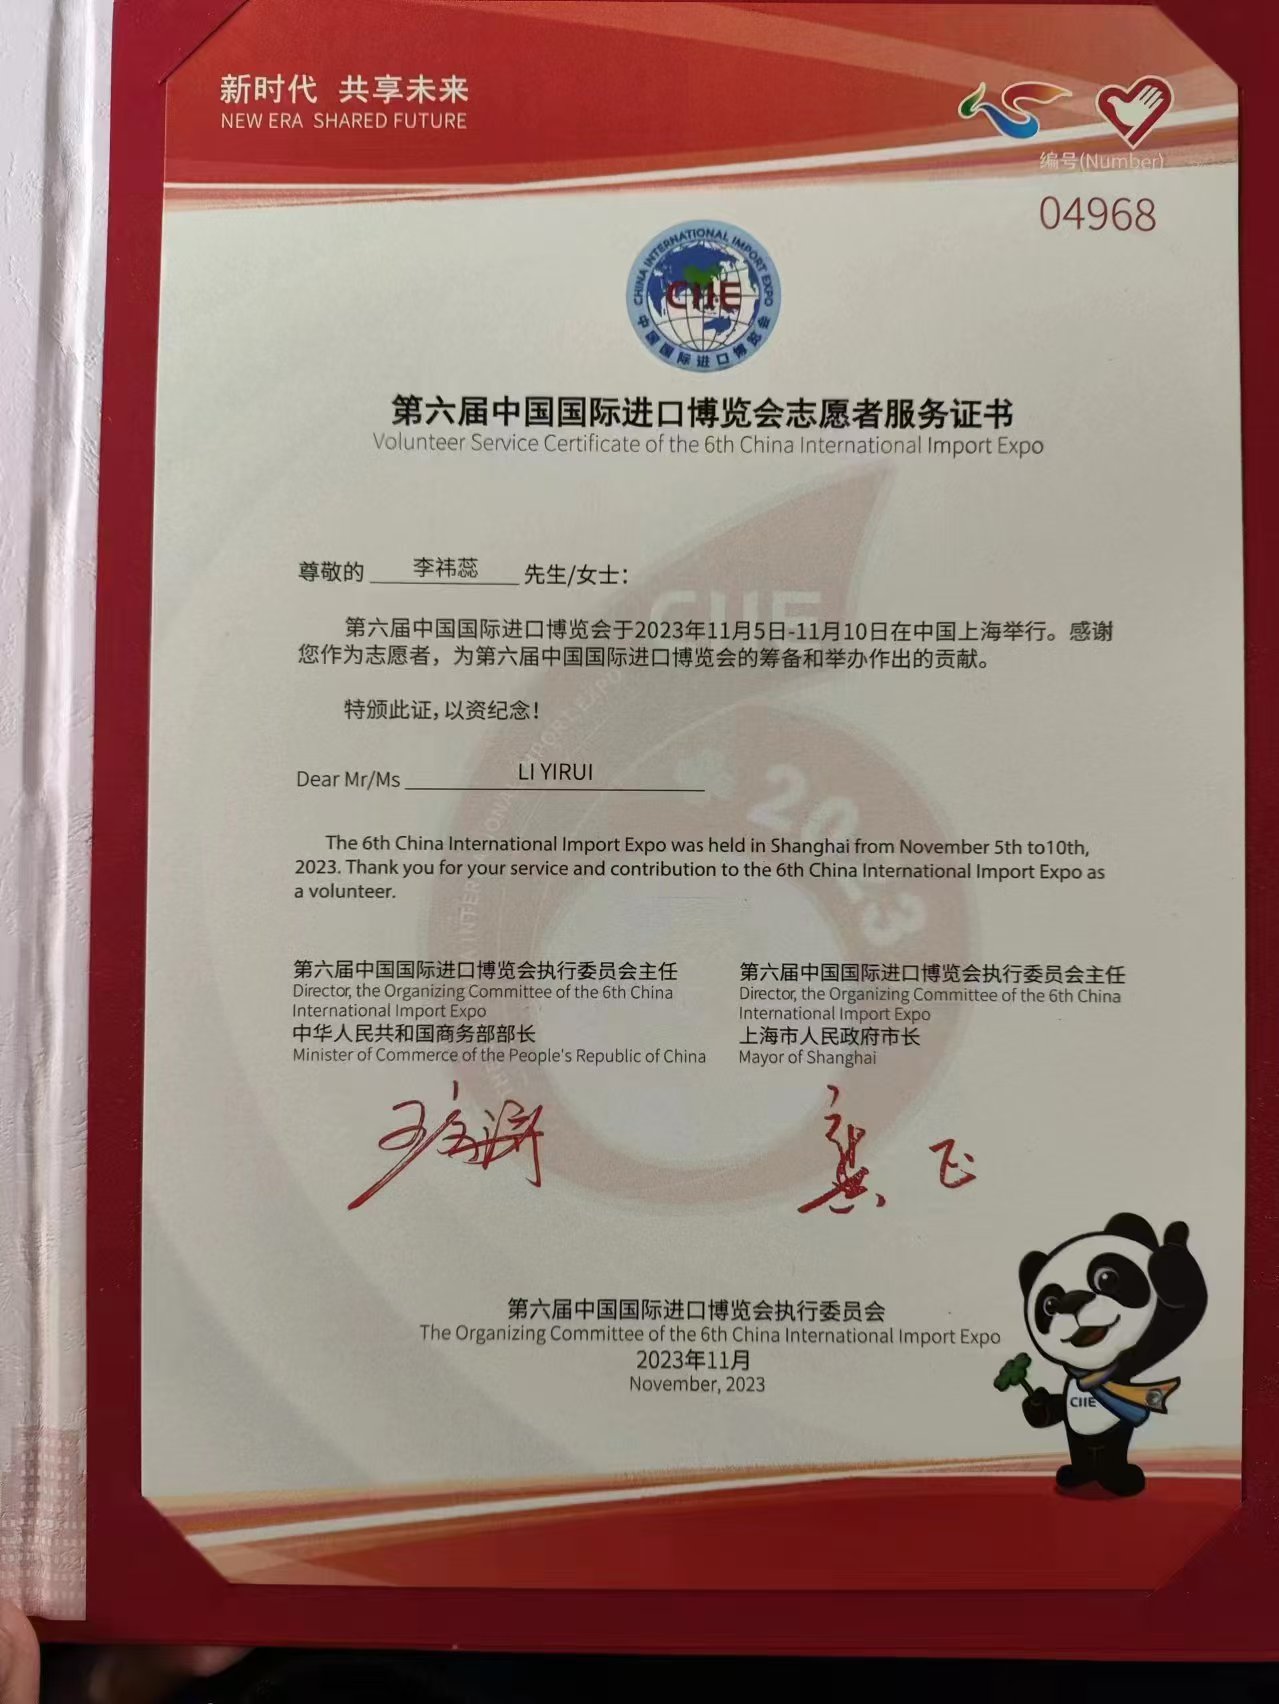 新时代 共享未来
NEW ERA SHARED FUTURE
编号(Number)
04968
CHINA INTERNATIONAL IMPORT EXPO
CIIE
中国国际进口博览会
第六届中国国际进口博览会志愿者服务证书
Volunteer Service Certificate of the 6th China International Import Expo
尊敬的 李祎蕊 先生/女士：
第六届中国国际进口博览会于2023年11月5日-11月10日在中国上海举行。感谢
您作为志愿者，为第六届中国国际进口博览会的筹备和举办作出的贡献。
特颁此证，以资纪念！
Dear Mr/Ms LI YIRUI
The 6th China International Import Expo was held in Shanghai from November 5th to10th,
2023. Thank you for your service and contribution to the 6th China International Import Expo as
a volunteer.
CIIE
2023
第六届中国国际进口博览会执行委员会主任
Director, the Organizing Committee of the 6th China
International Import Expo
中华人民共和国商务部部长
Minister of Commerce of the People's Republic of China
王文涛
第六届中国国际进口博览会执行委员会主任
Director, the Organizing Committee of the 6th China
International Import Expo
上海市人民政府市长
Mayor of Shanghai
龚正
第六届中国国际进口博览会执行委员会
The Organizing Committee of the 6th China International Import Expo
2023年11月
November, 2023
CIIE